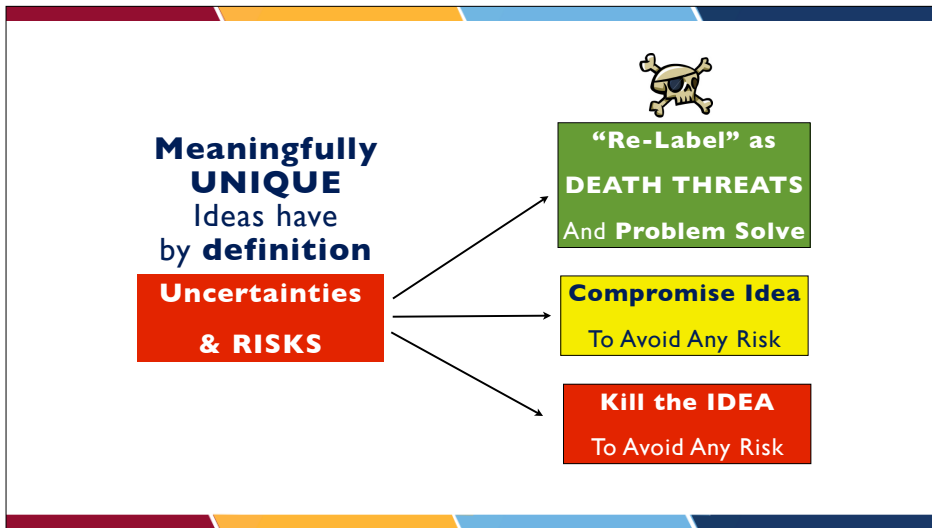 Meaningfully
UNIQUE
Ideas have
by definition
Uncertainties
& RISKS
“Re-Label” as
DEATH THREATS
And Problem Solve
Compromise Idea
To Avoid Any Risk
Kill the IDEA
To Avoid Any Risk